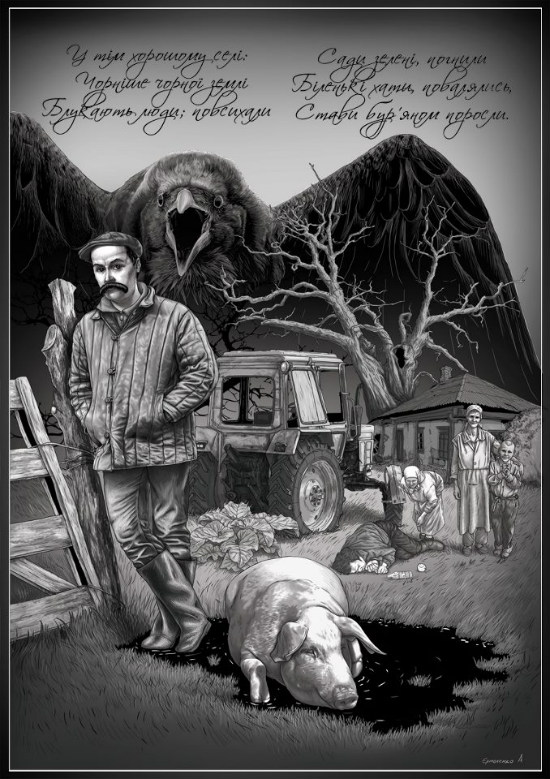 У тім хорошому селі:
Чорніше чорної землі
Блукають люди; повсихали
Сади зелені, погнили
Біленькі хати, повалялись,
Стави бур'яном поросли.